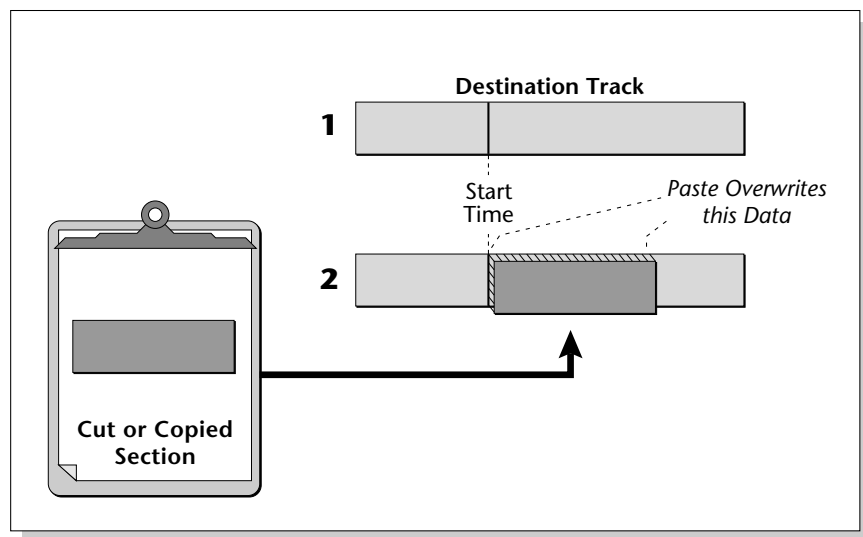 Destination Track
1
Start
Time
Paste Overwrites
this Data
2
Cut or Copied
Section